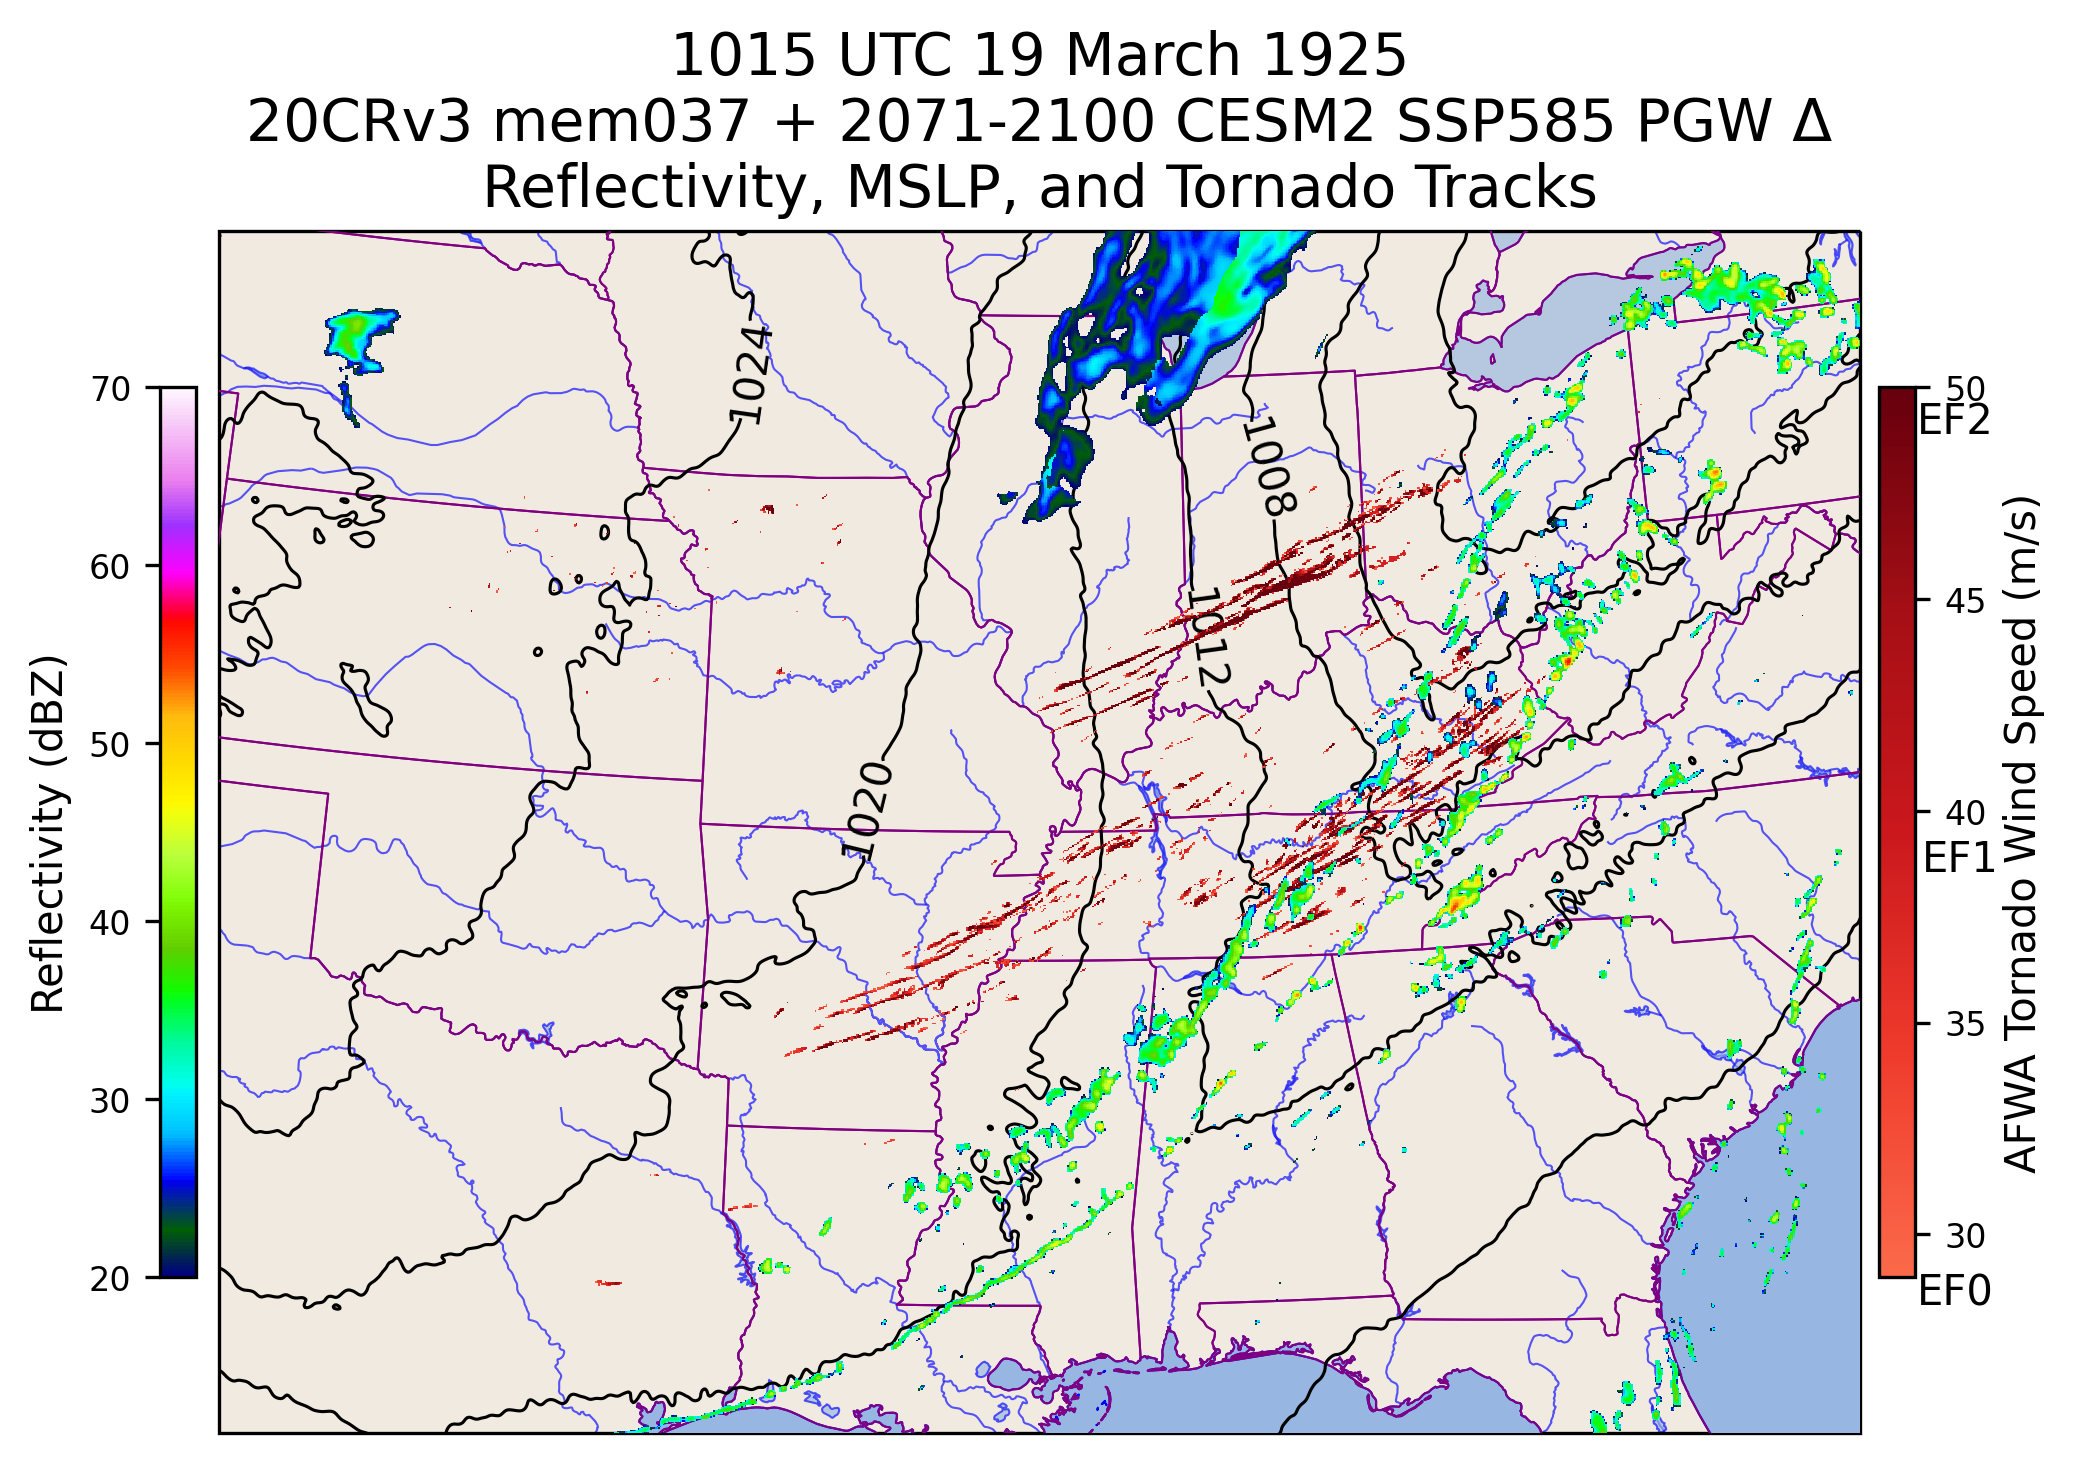 1015 UTC 19 March 1925
20CRv3 mem037 + 2071-2100 CESM2 SSP585 PGW Δ
Reflectivity, MSLP, and Tornado Tracks
70
60
50
40
30
20
Reflectivity (dBZ)
1024
1008
1012
1020
50
EF2
45
40
EF1
35
30
EF0
AFWA Tornado Wind Speed (m/s)